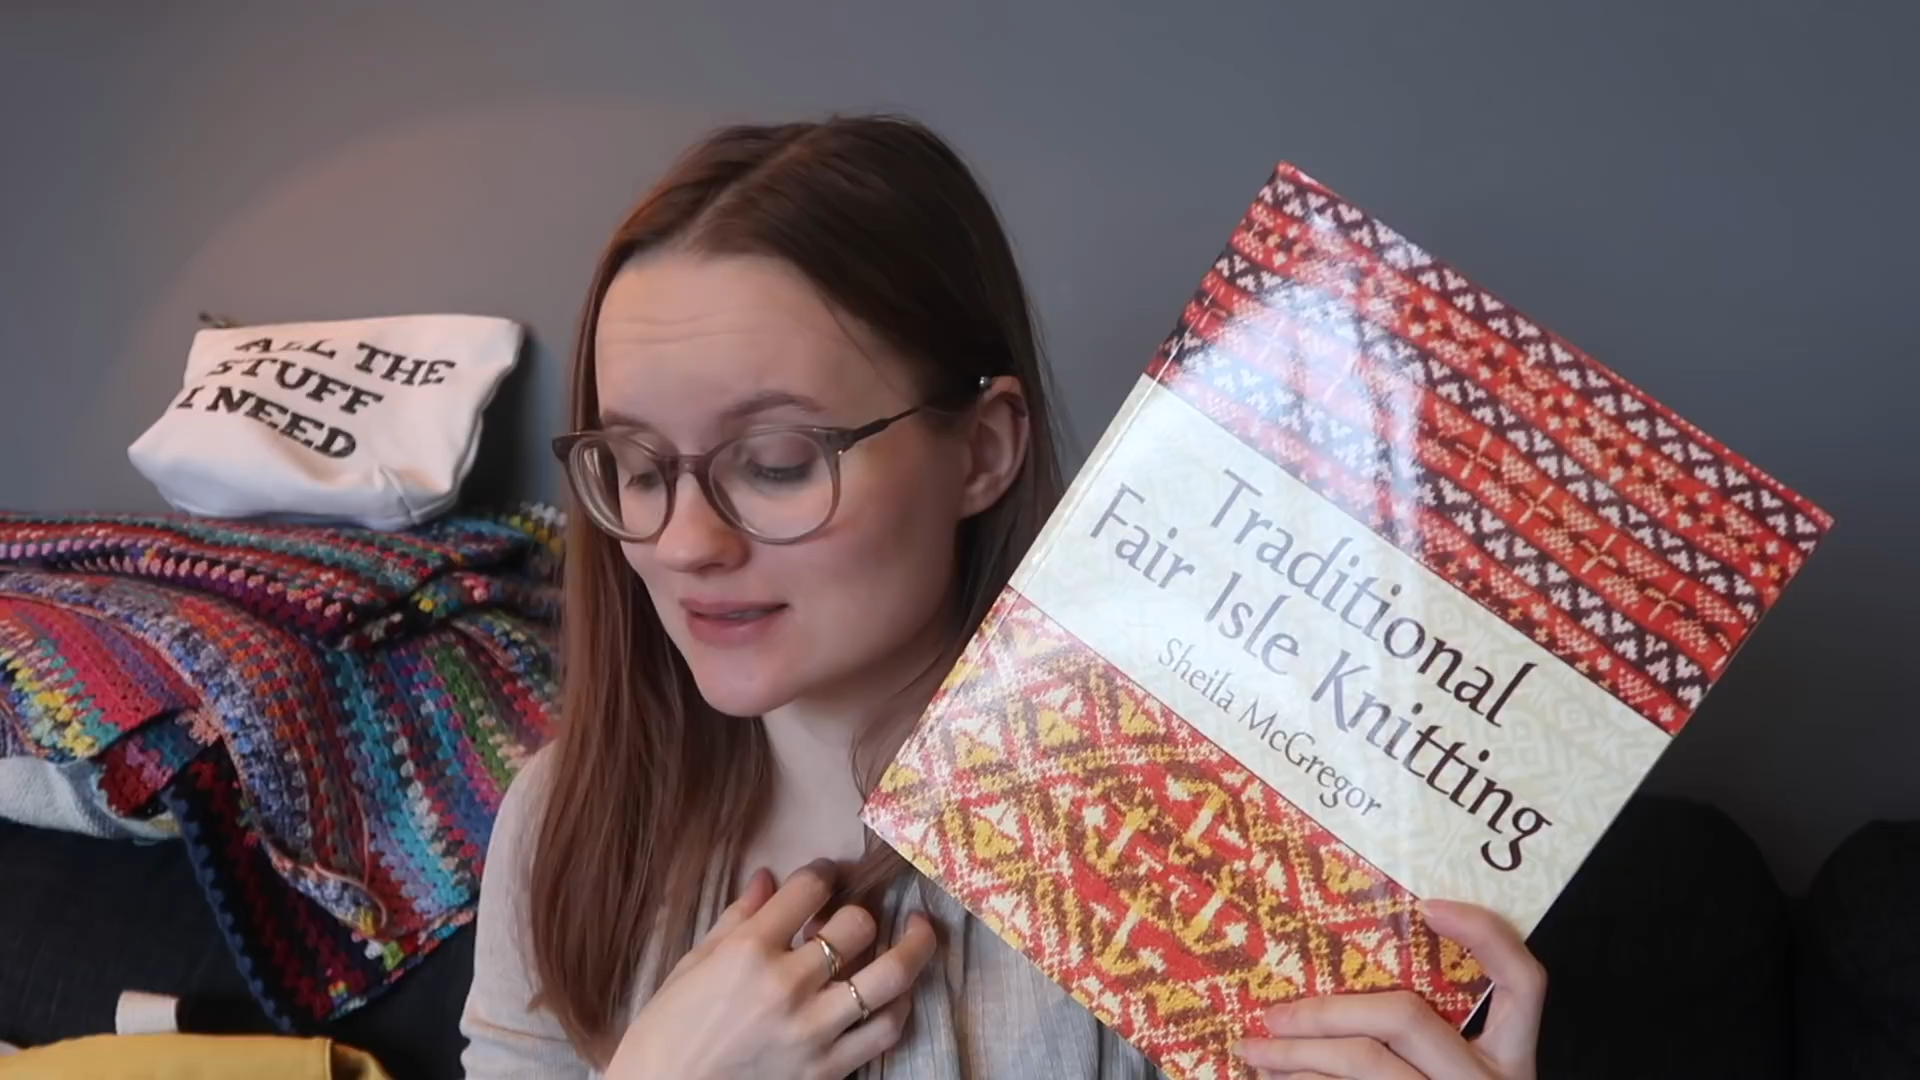 ALL THE
STUFF
I NEED
Traditional
Fair Isle Knitting
Sheila McGregor